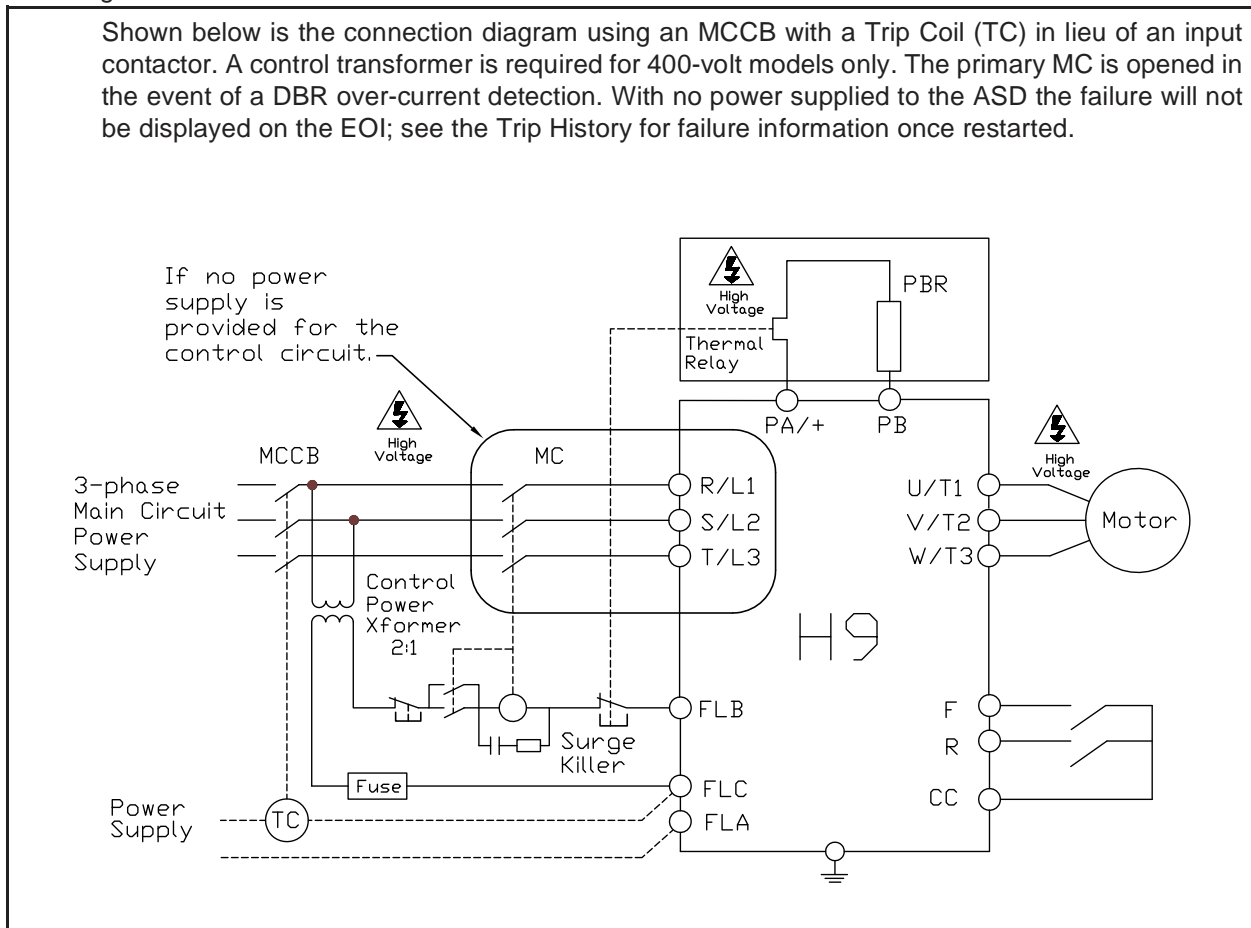 Shown below is the connection diagram using an MCCB with a Trip Coil (TC) in lieu of an input
contactor. A control transformer is required for 400-volt models only. The primary MC is opened in
the event of a DBR over-current detection. With no power supplied to the ASD the failure will not
be displayed on the EOI; see the Trip History for failure information once restarted.
If no power
supply is
provided for the
control circuit.
High
Voltage
PBR
Thermal
Relay
PA/+
PB
High
Voltage
High
Voltage
MCCB
MC
3-phase
Main Circuit
Power
Supply
R/L1
S/L2
T/L3
U/T1
V/T2
W/T3
Motor
Control
Power
Xformer
2:1
H9
FLB
Surge
Killer
F
R
CC
Fuse
FLC
FLA
Power
Supply
TC